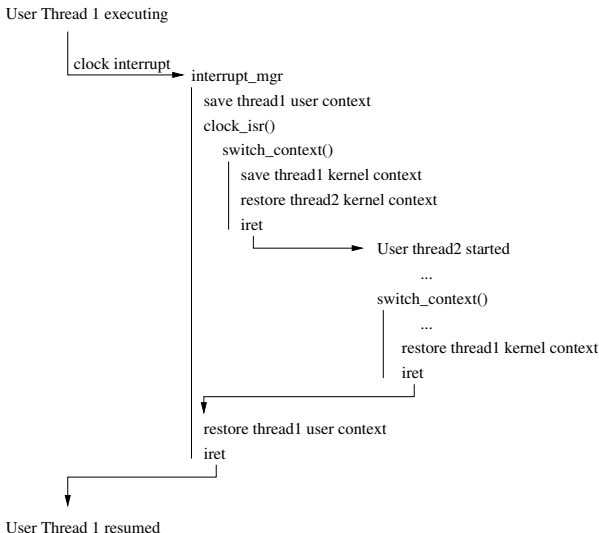 User Thread 1 executing
clock interrupt
interrupt_mgr
save thread1 user context
clock_isr()
switch_context()
save thread1 kernel context
restore thread2 kernel context
iret
User thread2 started
...
switch_context()
...
restore thread1 kernel context
iret
restore thread1 user context
iret
User Thread 1 resumed